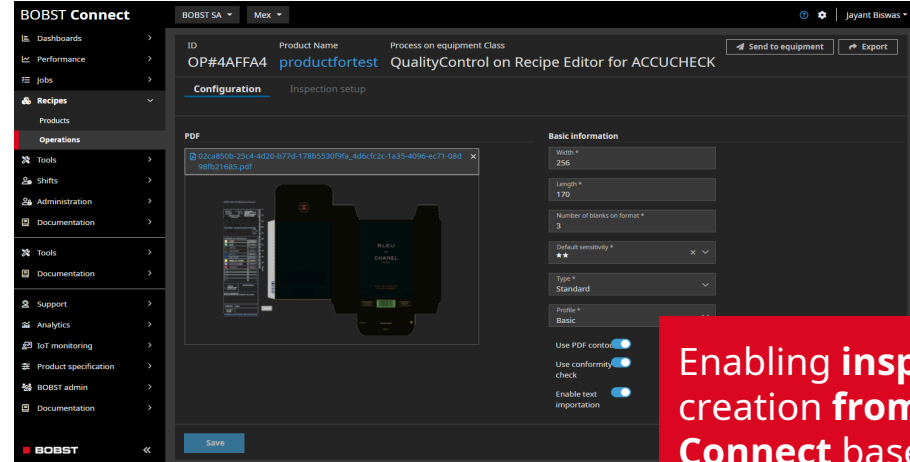 BOBST Connect
BOBST SA
Mex
Jayant Biswas
Dashboards
Performance
Jobs
Recipes
Products
Operations
Tools
Shifts
Administration
Documentation
Tools
Documentation
Support
Analytics
IoT monitoring
Product specification
BOBST admin
Documentation
BOBST
ID
Product Name
Process on equipment Class
OP#4AFFA4 productfortest QualityControl on Recipe Editor for ACCUCHECK
Send to equipment
Export
Configuration
Inspection setup
PDF
02ca850b-25c4-4d20-b77d-178b5530f9fa_4d6cfc2c-1a35-4096-ec71-08d
98fb21685.pdf
BLEU
CHANEL
Basic information
Width *
256
Length *
170
Number of blanks on format *
3
Default sensitivity *
★★
Type *
Standard
Profile *
Basic
Use PDF contou
Use conformity
check
Enable text
importation
Save
Enabling insp
creation from
Connect base